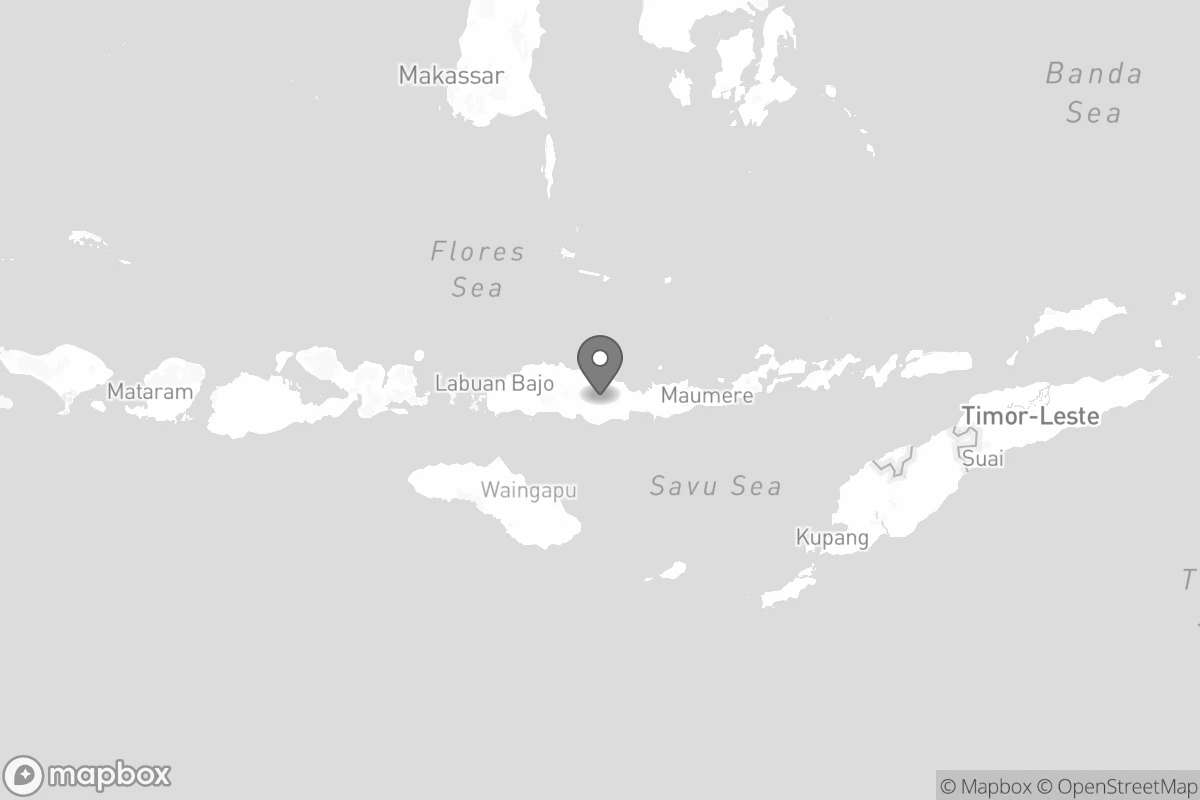 Makassar
Banda
Sea
Flores
Sea
Labuan Bajo
Mataram
Maumere
Timor-Leste
Suai
Waingapu
Savu Sea
Kupang
T
mapbox
© Mapbox © OpenStreetMap